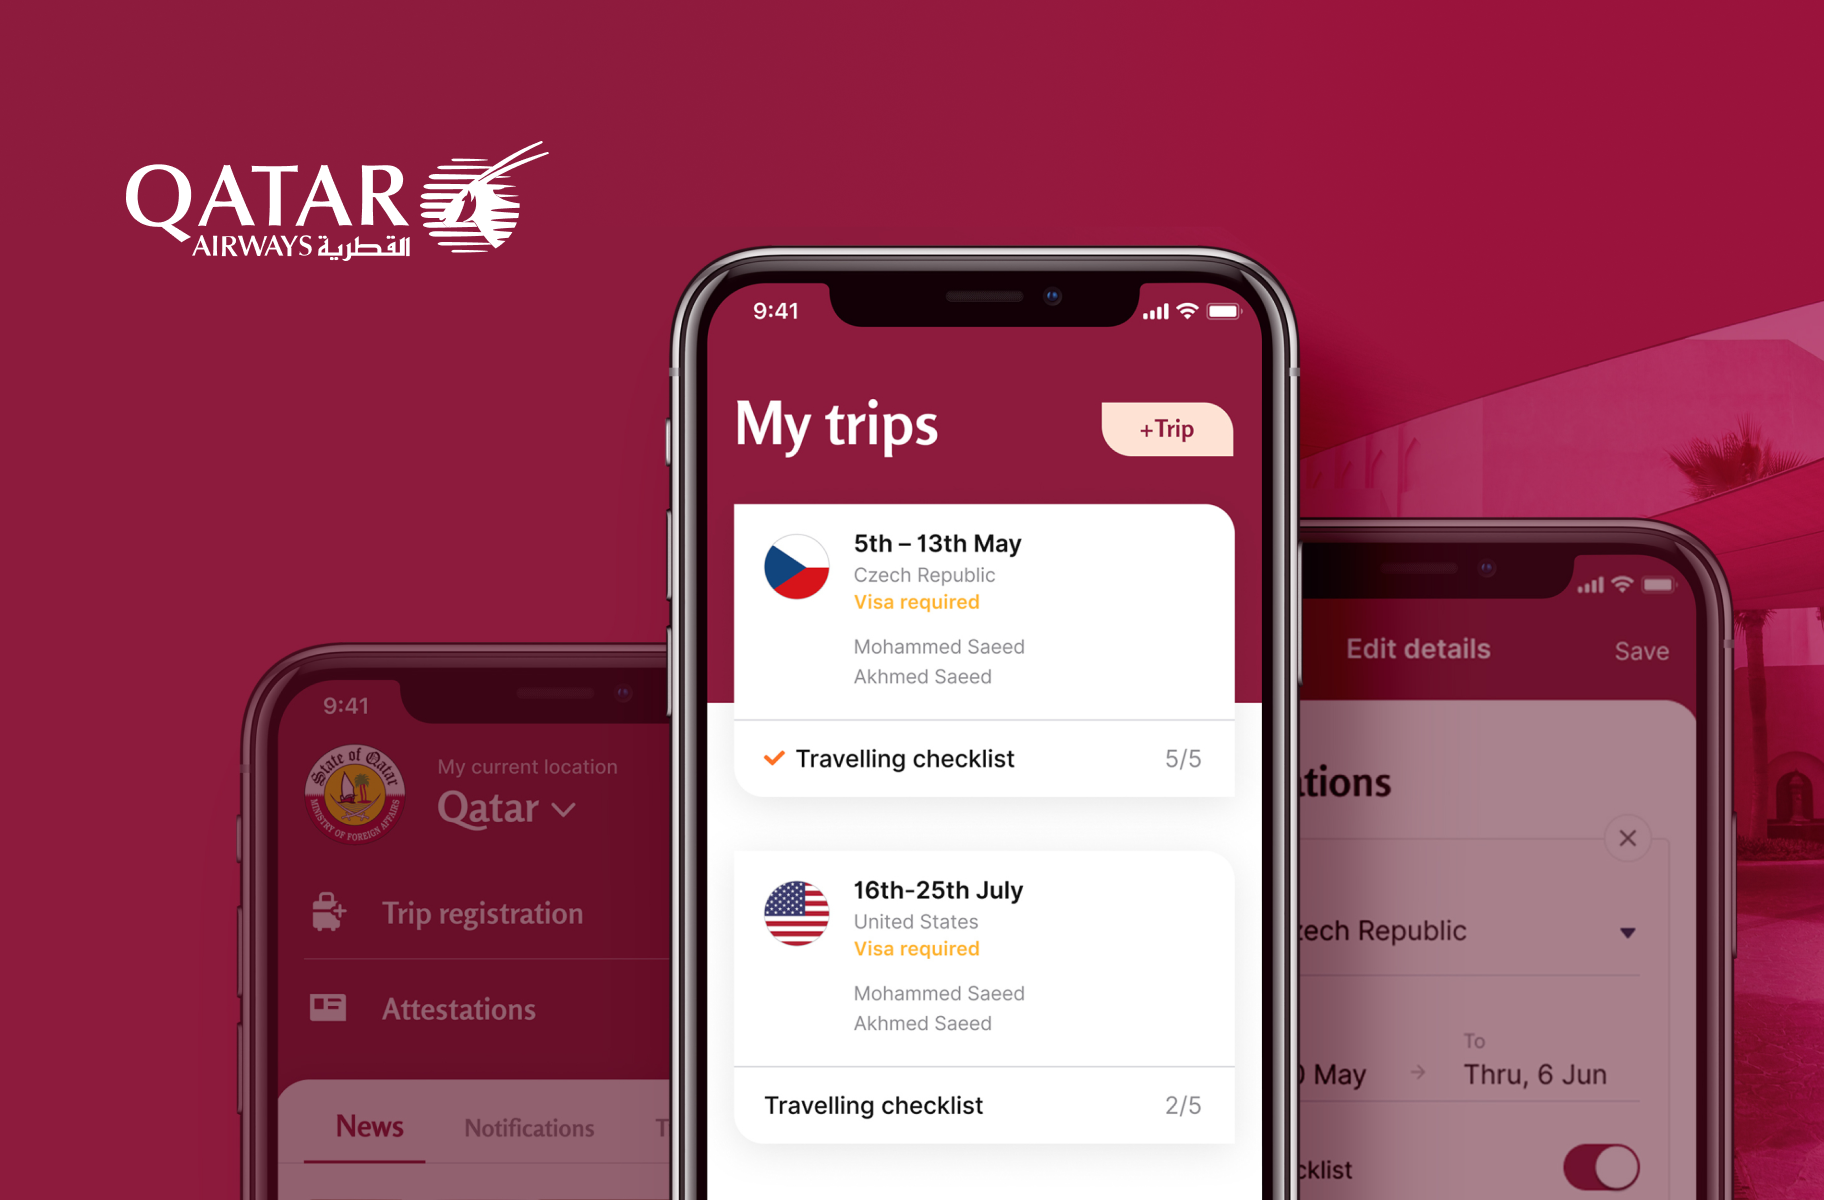 QATAR
AIRWAYS القطرية
9:41
My trips
+Trip
5th – 13th May
Czech Republic
Visa required
Mohammed Saeed
Akhmed Saeed
Travelling checklist
5/5
16th-25th July
United States
Visa required
Mohammed Saeed
Akhmed Saeed
Travelling checklist
2/5
9:41
State of Qatar
MINISTRY OF FOREIGN AFFAIRS
My current location
Qatar
Trip registration
Attestations
News
Notifications
T
Edit details
Save
tions
zech Republic
To
0 May
Thru, 6 Jun
cklist